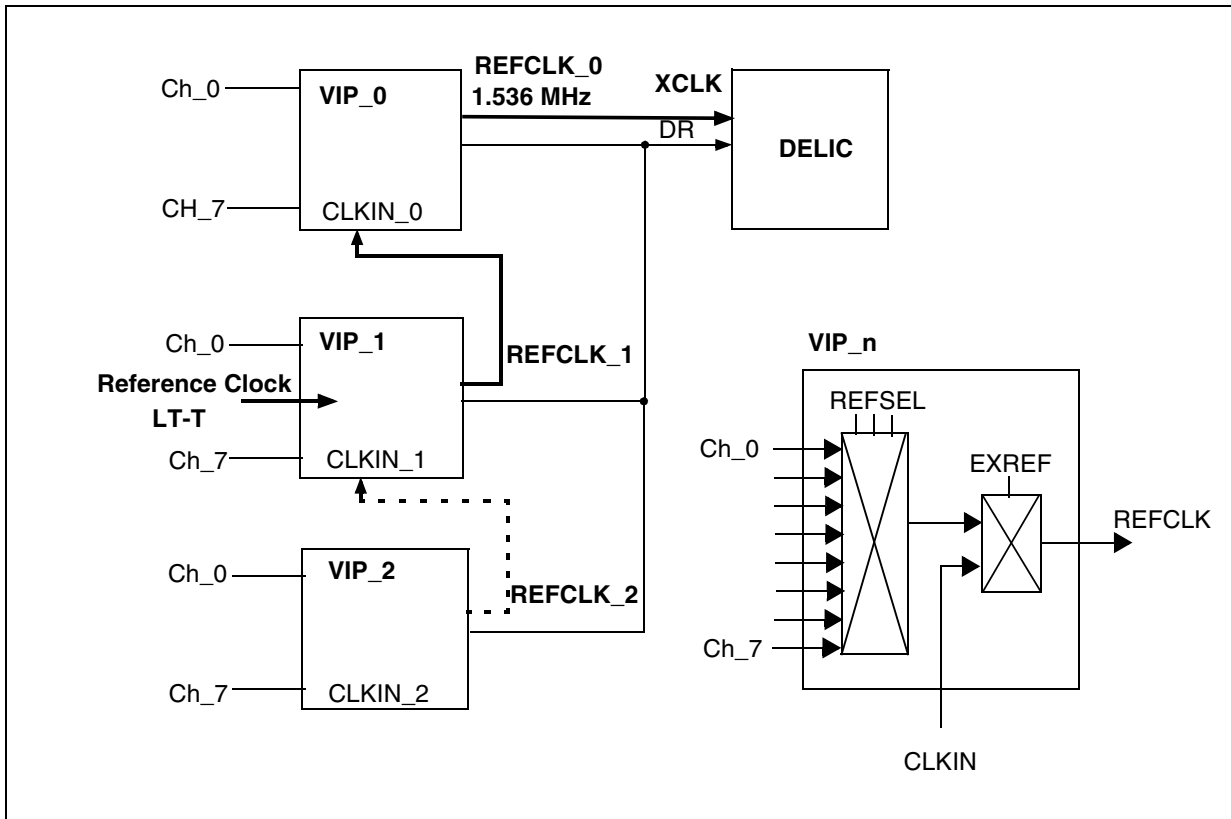 REFCLK_0
1.536 MHz
XCLK
Ch_0
VIP_0
DR
DELIC
CH_7
CLKIN_0
Ch_0
VIP_1
REFCLK_1
Reference Clock
LT-T
Ch_7
CLKIN_1
Ch_0
VIP_2
REFCLK_2
Ch_7
CLKIN_2
VIP_n
REFSEL
Ch_0
EXREF
REFCLK
Ch_7
CLKIN